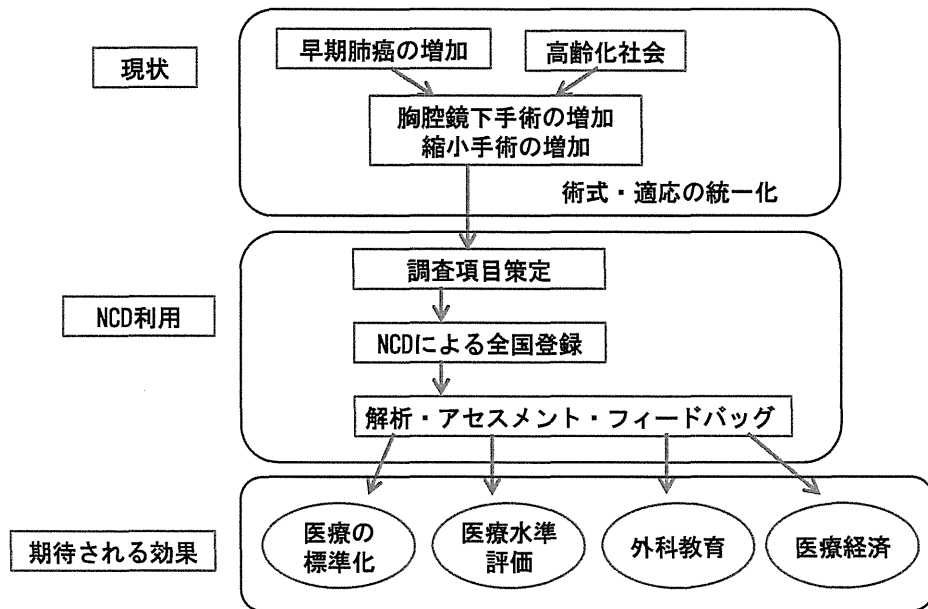 現状
早期肺癌の増加
高齢化社会
胸腔鏡下手術の増加
縮小手術の増加
術式・適応の統一化
NCD利用
調査項目策定
NCDによる全国登録
解析・アセスメント・フィードバッグ
期待される効果
医療の
標準化
医療水準
評価
外科教育
医療経済